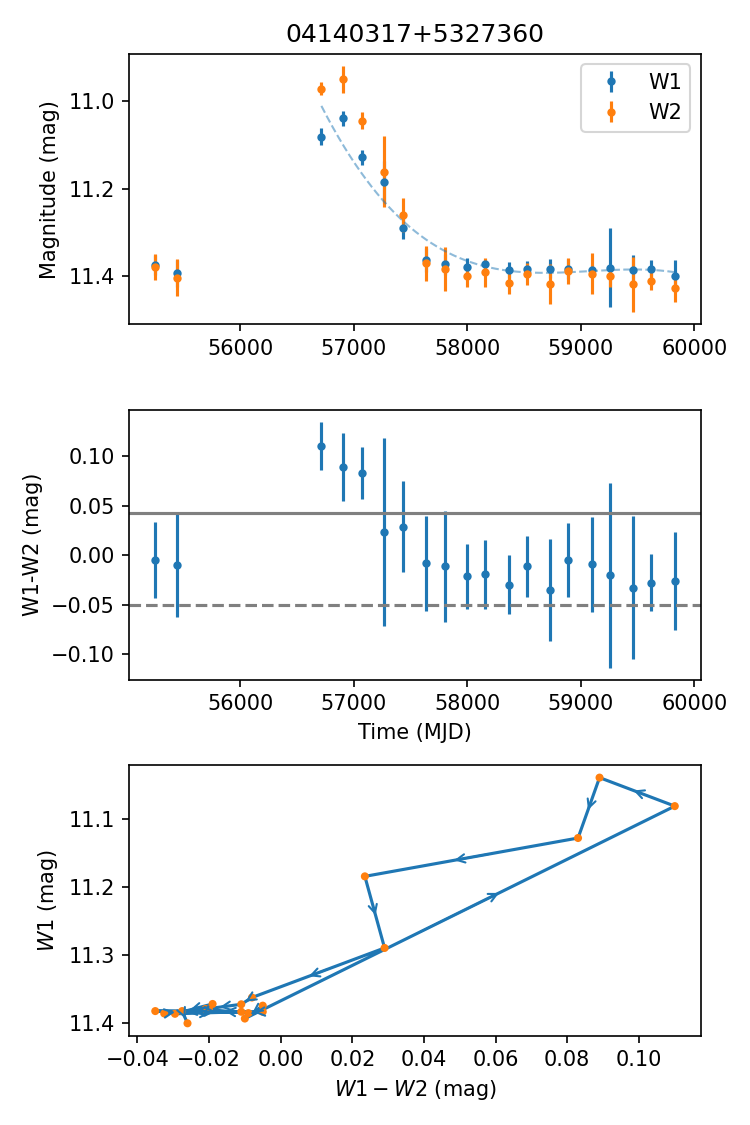 04140317+5327360
W1
W2
11.0
11.2
11.4
Magnitude (mag)
56000 57000 58000 59000 60000
0.10
0.05
0.00
−0.05
−0.10
W1-W2 (mag)
56000 57000 58000 59000 60000
Time (MJD)
11.1
11.2
11.3
11.4
W1 (mag)
−0.04 −0.02 0.00 0.02 0.04 0.06 0.08 0.10
W1 − W2 (mag)